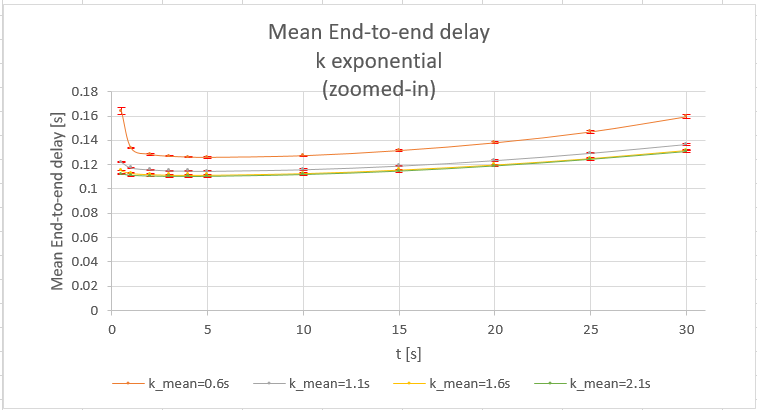 Mean End-to-end delay
k exponential
(zoomed-in)
Mean End-to-end delay [s]
0.18
0.16
0.14
0.12
0.1
0.08
0.06
0.04
0.02
0
0 5 10 15 20 25 30
t [s]
k_mean=0.6s k_mean=1.1s k_mean=1.6s k_mean=2.1s